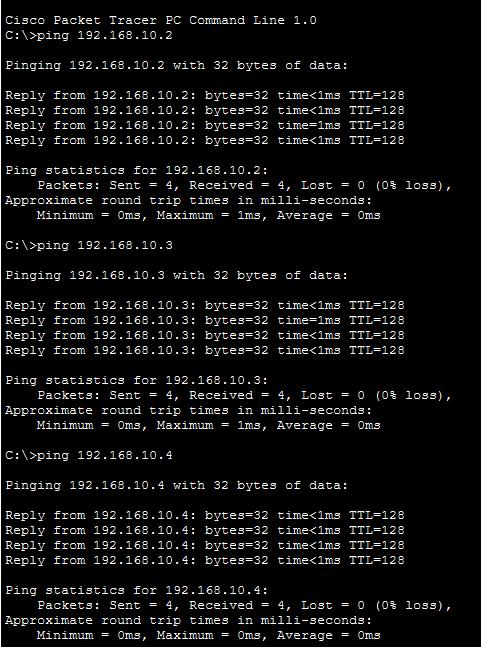 Cisco Packet Tracer PC Command Line 1.0
C:\>ping 192.168.10.2
Pinging 192.168.10.2 with 32 bytes of data:
Reply from 192.168.10.2: bytes=32 time<1ms TTL=128
Reply from 192.168.10.2: bytes=32 time<1ms TTL=128
Reply from 192.168.10.2: bytes=32 time=1ms TTL=128
Reply from 192.168.10.2: bytes=32 time<1ms TTL=128
Ping statistics for 192.168.10.2:
    Packets: Sent = 4, Received = 4, Lost = 0 (0% loss),
Approximate round trip times in milli-seconds:
    Minimum = 0ms, Maximum = 1ms, Average = 0ms
C:\>ping 192.168.10.3
Pinging 192.168.10.3 with 32 bytes of data:
Reply from 192.168.10.3: bytes=32 time<1ms TTL=128
Reply from 192.168.10.3: bytes=32 time=1ms TTL=128
Reply from 192.168.10.3: bytes=32 time<1ms TTL=128
Reply from 192.168.10.3: bytes=32 time<1ms TTL=128
Ping statistics for 192.168.10.3:
    Packets: Sent = 4, Received = 4, Lost = 0 (0% loss),
Approximate round trip times in milli-seconds:
    Minimum = 0ms, Maximum = 1ms, Average = 0ms
C:\>ping 192.168.10.4
Pinging 192.168.10.4 with 32 bytes of data:
Reply from 192.168.10.4: bytes=32 time<1ms TTL=128
Reply from 192.168.10.4: bytes=32 time<1ms TTL=128
Reply from 192.168.10.4: bytes=32 time<1ms TTL=128
Reply from 192.168.10.4: bytes=32 time<1ms TTL=128
Ping statistics for 192.168.10.4:
    Packets: Sent = 4, Received = 4, Lost = 0 (0% loss),
Approximate round trip times in milli-seconds:
    Minimum = 0ms, Maximum = 0ms, Average = 0ms